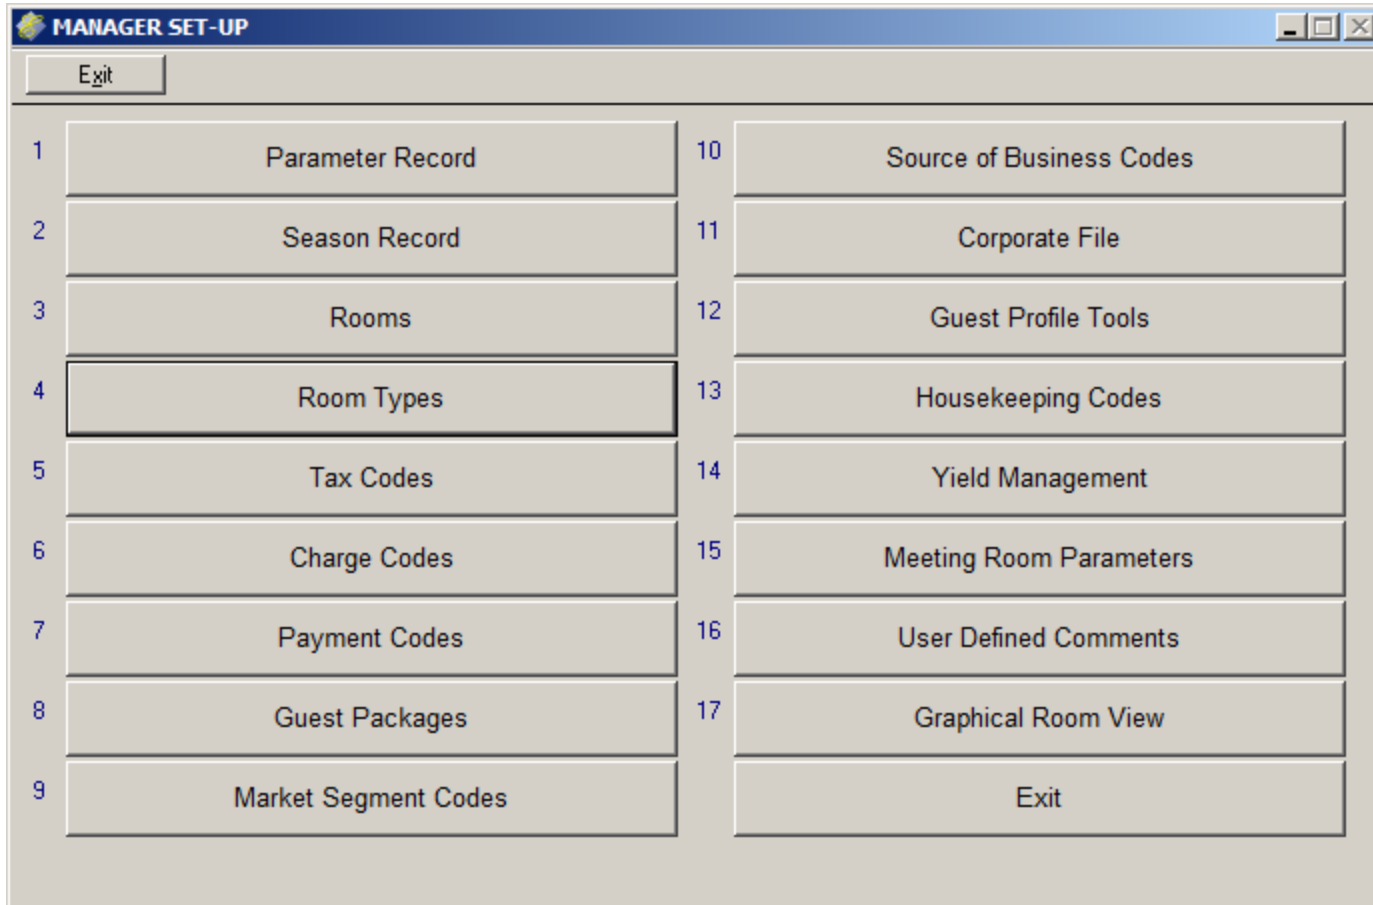 MANAGER SET-UP
Exit
1 Parameter Record
2 Season Record
3 Rooms
4 Room Types
5 Tax Codes
6 Charge Codes
7 Payment Codes
8 Guest Packages
9 Market Segment Codes
10 Source of Business Codes
11 Corporate File
12 Guest Profile Tools
13 Housekeeping Codes
14 Yield Management
15 Meeting Room Parameters
16 User Defined Comments
17 Graphical Room View
Exit